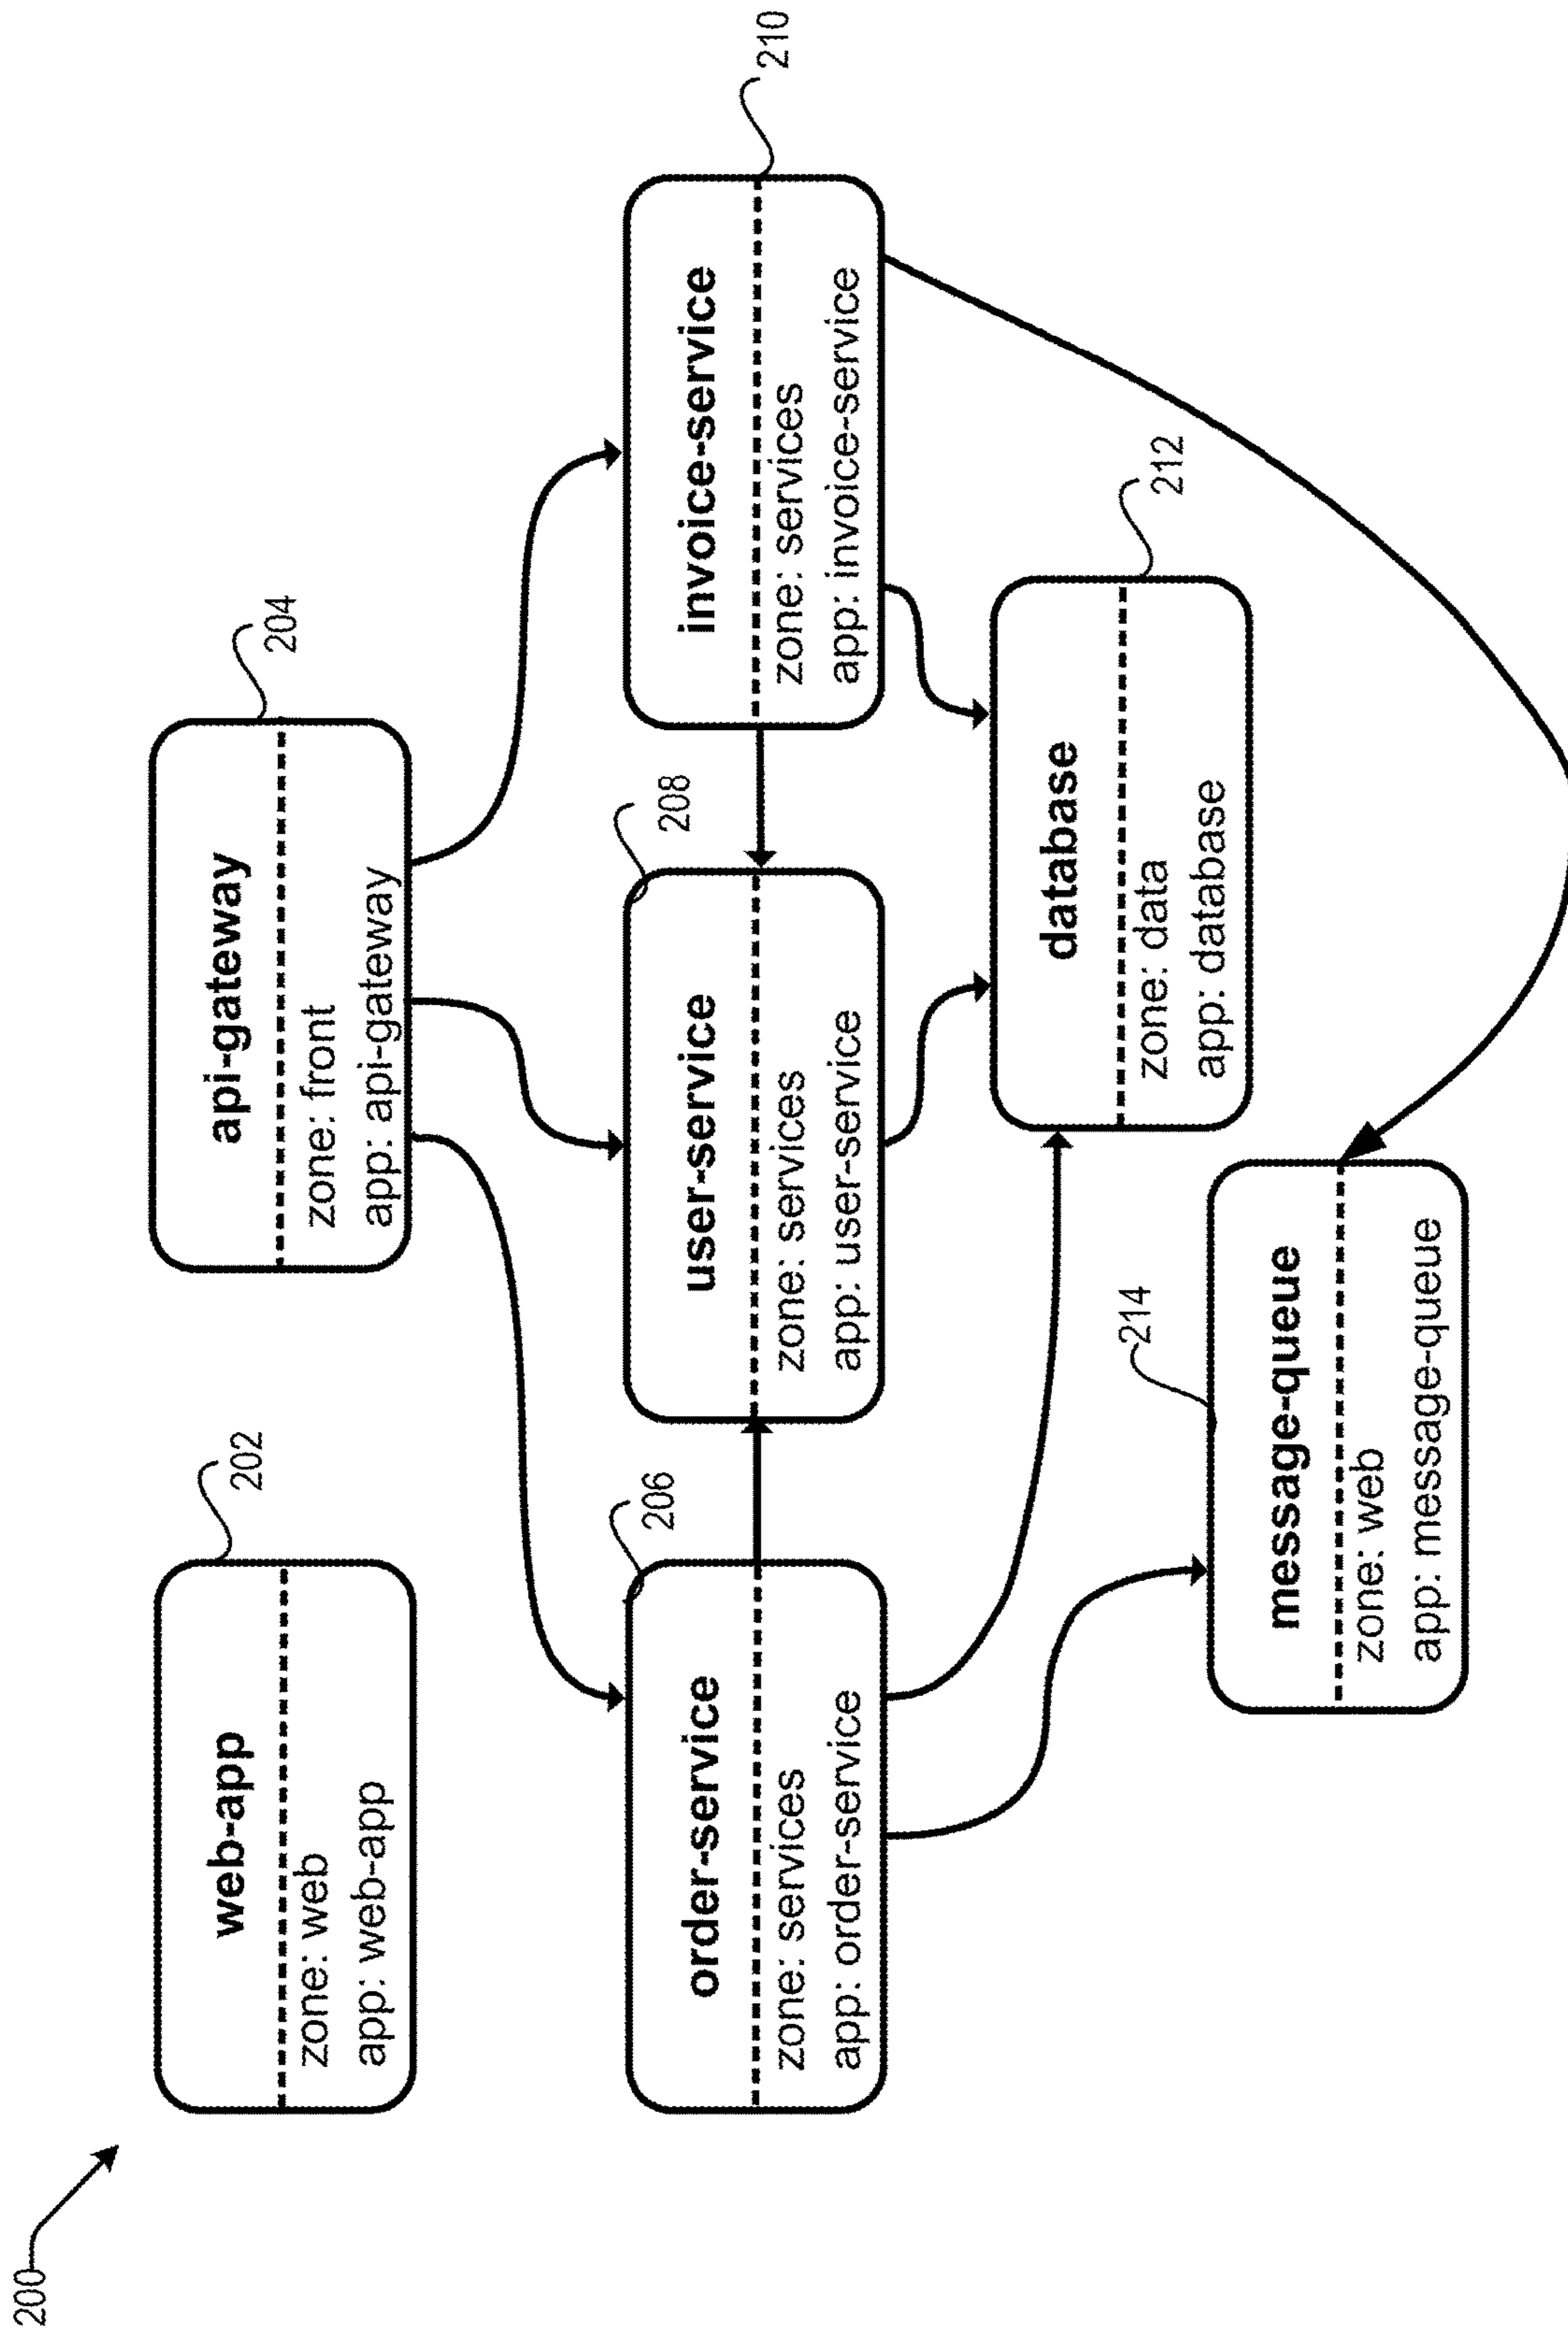 200
web-app
zone: web
app: web-app
202
api-gateway
zone: front
app: api-gateway
204
order-service
zone: services
app: order-service
206
user-service
zone: services
app: user-service
208
invoice-service
zone: services
app: invoice-service
210
database
zone: data
app: database
212
message-queue
zone: web
app: message-queue
214